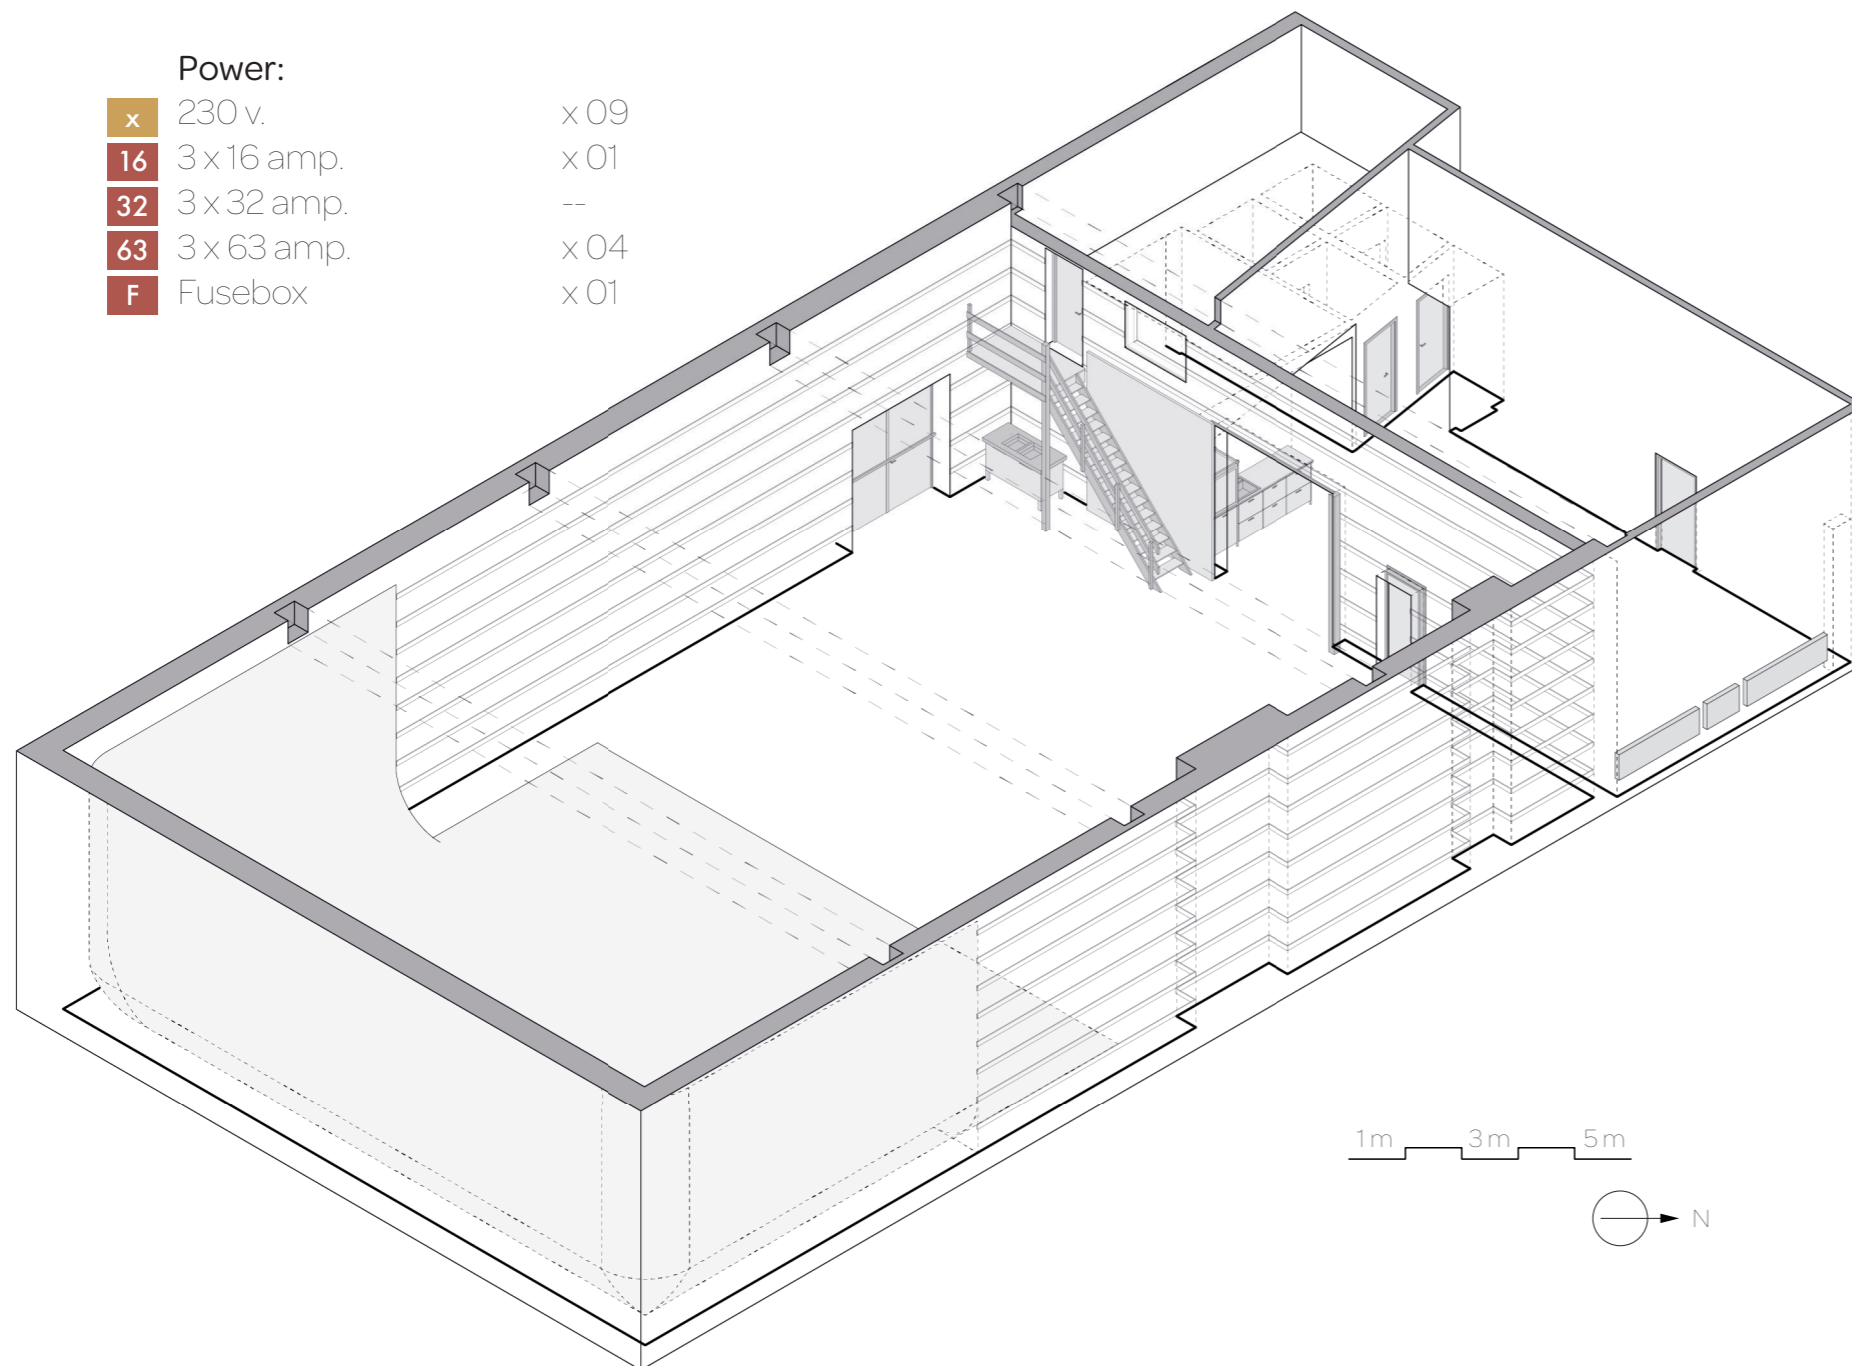 Power:
x 230 v. x 09
16 3 x 16 amp. x 01
32 3 x 32 amp. --
63 3 x 63 amp. x 04
F Fusebox x 01
1 m 3 m 5 m
N